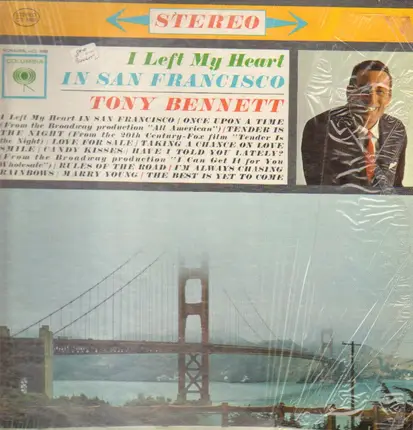 STEREO
COLUMBIA
I Left My Heart
IN SAN FRANCISCO
TONY BENNETT
I Left My Heart IN SAN FRANCISCO | ONCE UPON A TIME
(From the Broadway production "All American") | TENDER IS
THE NIGHT (From the 20th Century-Fox film "Tender Is
the Night) | LOVE FOR SALE | TAKING A CHANCE ON LOVE
SMILE | CANDY KISSES | HAVE I TOLD YOU LATELY?
(From the Broadway production "I Can Get It for You
Wholesale") | RULES OF THE ROAD | I'M ALWAYS CHASING
RAINBOWS | MARRY YOUNG | THE BEST IS YET TO COME